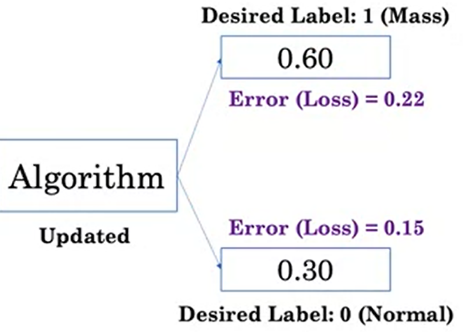 Desired Label: 1 (Mass)
0.60
Error (Loss) = 0.22
Algorithm
Updated
Error (Loss) = 0.15
0.30
Desired Label: 0 (Normal)